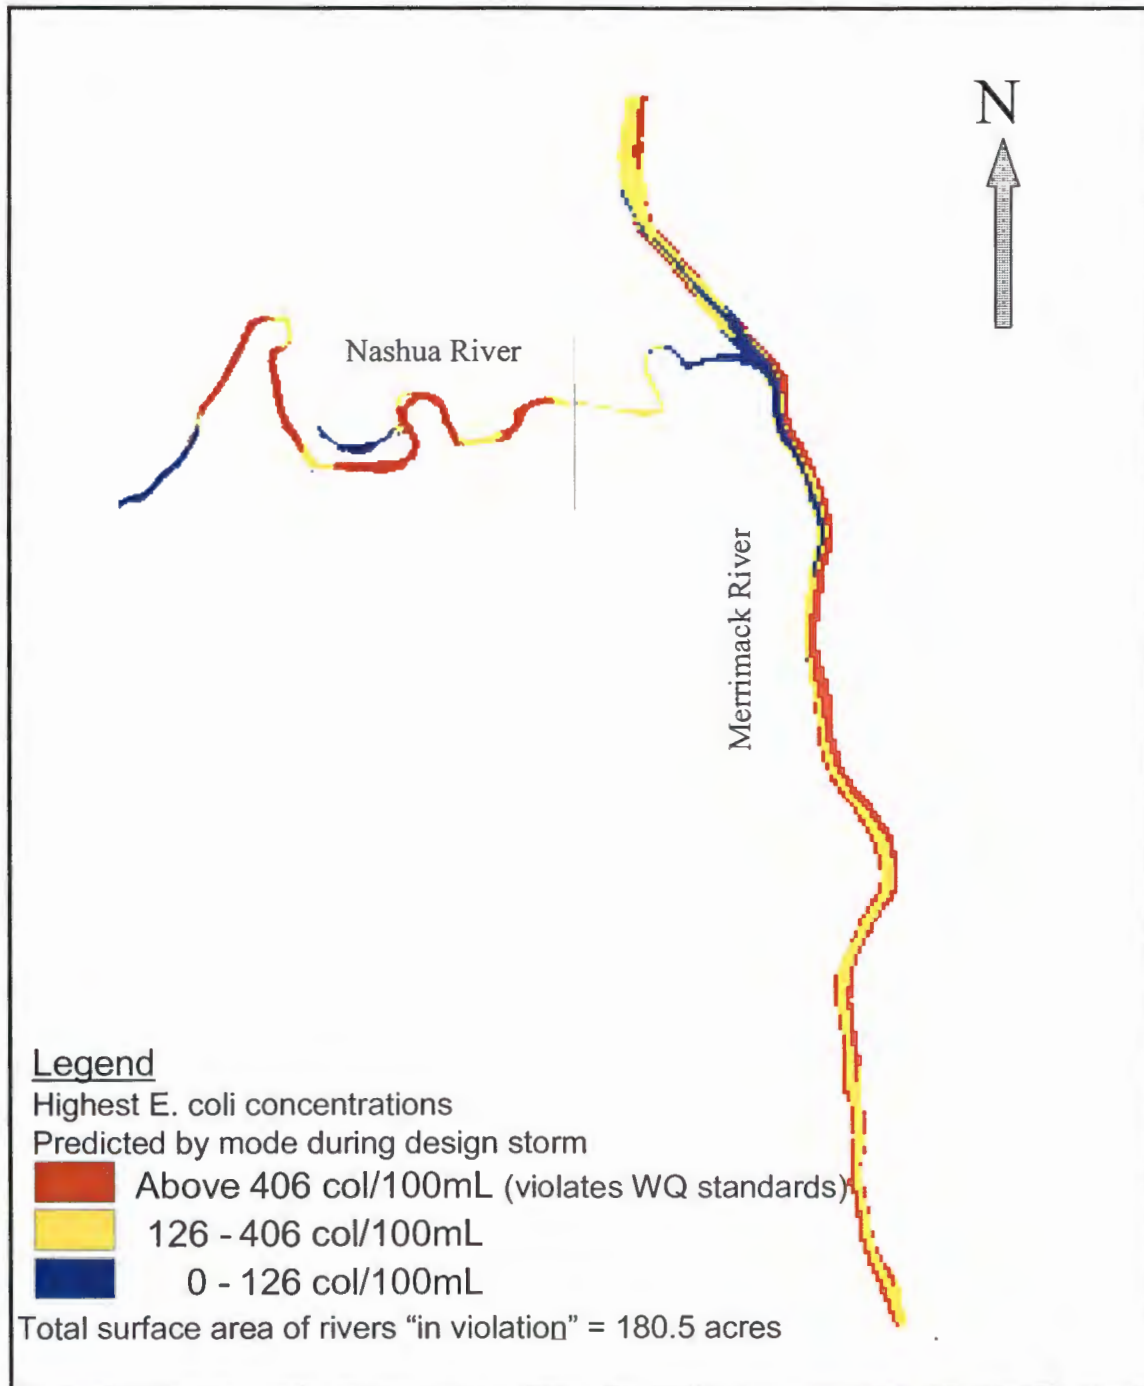 N
Nashua River
Merrimack River
Legend
Highest E. coli concentrations
Predicted by mode during design storm
Above 406 col/100mL (violates WQ standards)
126 - 406 col/100mL
0 - 126 col/100mL
Total surface area of rivers “in violation” = 180.5 acres